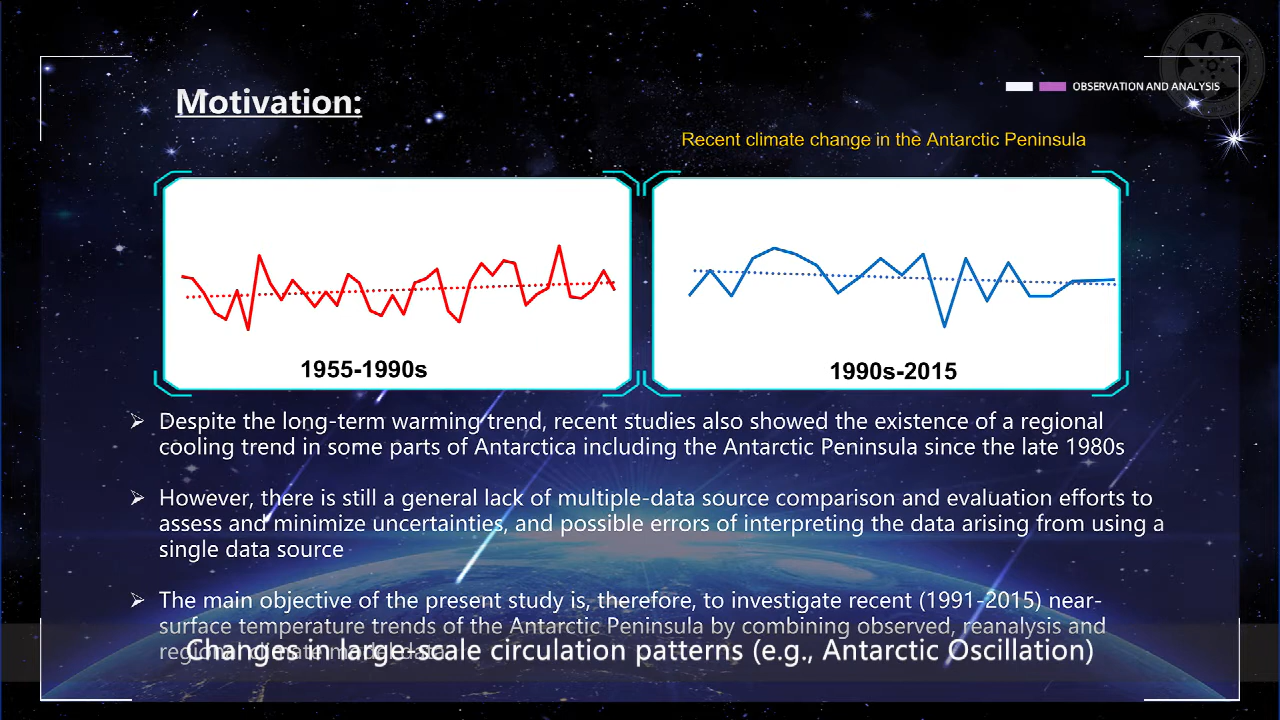 Motivation:
OBSERVATION AND ANALYSIS
Recent climate change in the Antarctic Peninsula
1955-1990s
1990s-2015
Despite the long-term warming trend, recent studies also showed the existence of a regional
cooling trend in some parts of Antarctica including the Antarctic Peninsula since the late 1980s
However, there is still a general lack of multiple-data source comparison and evaluation efforts to
assess and minimize uncertainties, and possible errors of interpreting the data arising from using a
single data source
The main objective of the present study is, therefore, to investigate recent (1991-2015) near-
surface temperature trends of the Antarctic Peninsula by combining observed, reanalysis and
regional climate model data
Changes in large-scale circulation patterns (e.g., Antarctic Oscillation)